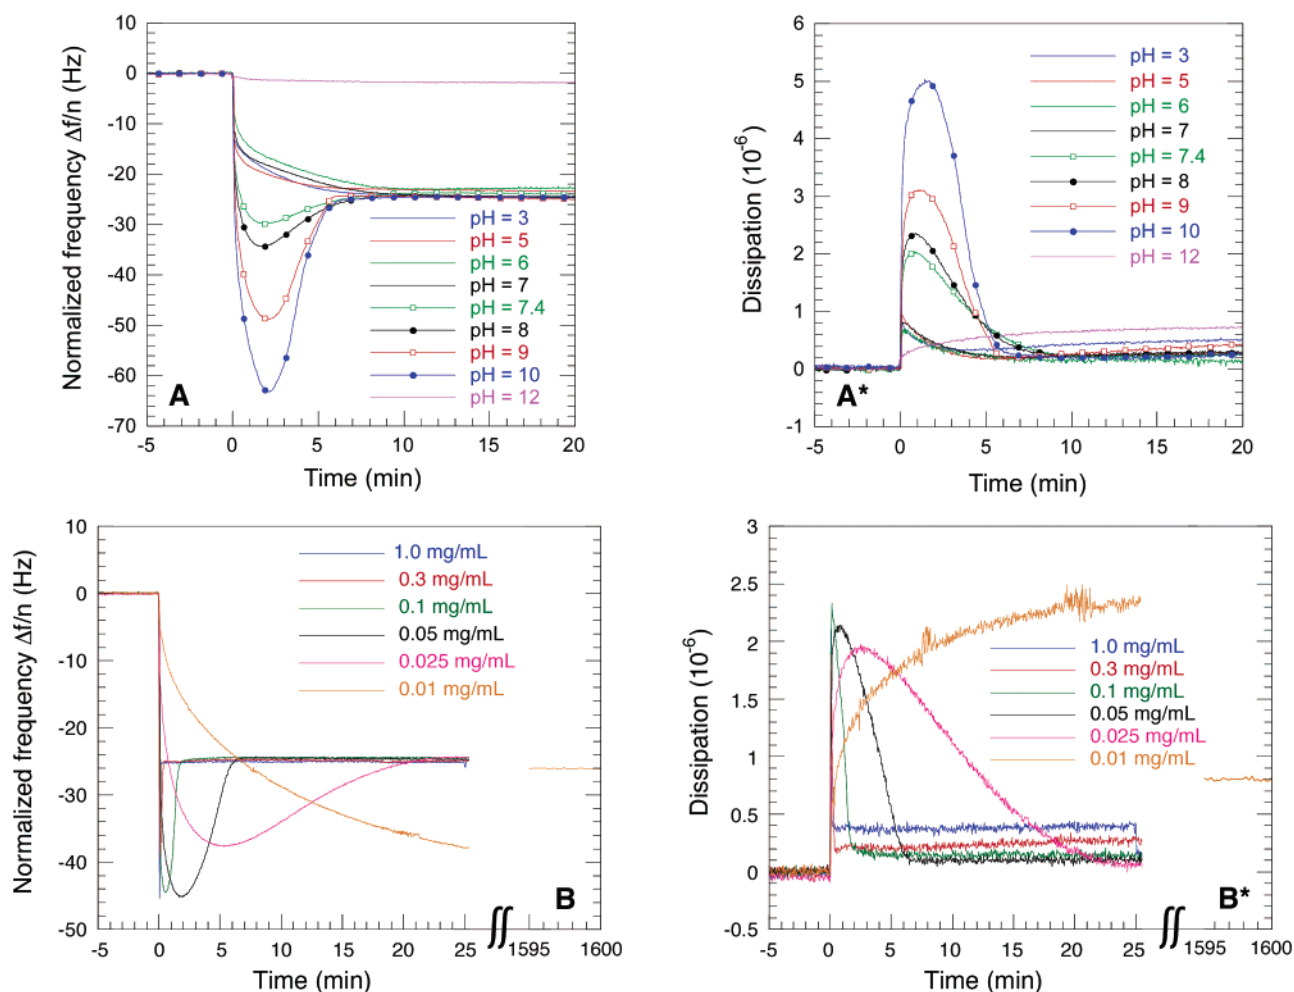 Normalized frequency Δf/n (Hz)
10
0
-10
-20
-30
-40
-50
-60
-70
-5
0
5
10
15
20
Time (min)
pH = 3
pH = 5
pH = 6
pH = 7
pH = 7.4
pH = 8
pH = 9
pH = 10
pH = 12
A
Dissipation (10-6)
6
5
4
3
2
1
0
-1
-5
0
5
10
15
20
Time (min)
pH = 3
pH = 5
pH = 6
pH = 7
pH = 7.4
pH = 8
pH = 9
pH = 10
pH = 12
A*
Normalized frequency Δf/n (Hz)
10
0
-10
-20
-30
-40
-50
-5
0
5
10
15
20
25
1595
1600
Time (min)
1.0 mg/mL
0.3 mg/mL
0.1 mg/mL
0.05 mg/mL
0.025 mg/mL
0.01 mg/mL
B
Dissipation (10-6)
3
2.5
2
1.5
1
0.5
0
-0.5
-5
0
5
10
15
20
25
1595
1600
Time (min)
1.0 mg/mL
0.3 mg/mL
0.1 mg/mL
0.05 mg/mL
0.025 mg/mL
0.01 mg/mL
B*